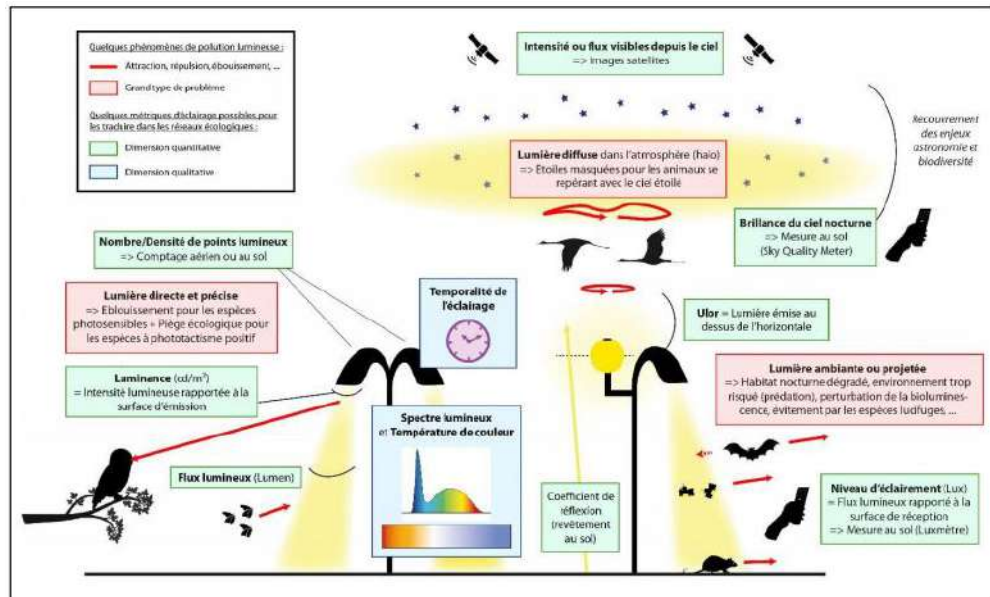 Quelques phénomènes de polution luminesse :
Attraction, répulsion, éblouissement, ...
Grand type de problème
Quelques métriques d'éclairage possibles pour
les traduire dans les réseaux écologiques :
Dimension quantitative
Dimension qualitative
Intensité ou flux visibles depuis le ciel
=> Images satellites
Recouvrement
des enjeux
astronomie et
biodiversité
Lumière diffuse dans l'atmosphère (halo)
=> Etoiles masquées pour les animaux se
repérant avec le ciel étoilé
Brillance du ciel nocturne
=> Mesure au sol
(Sky Quality Meter)
Nombre/Densité de points lumineux
=> Comptage aérien ou au sol
Lumière directe et précise
=> Eblouissement pour les espèces
photosensibles + Piège écologique pour
les espèces à phototactisme positif
Temporalité de
l'éclairage
Ulor = Lumière émise au
dessus de l'horizontale
Luminance (cd/m²)
= Intensité lumineuse rapportée à la
surface d'émission
Lumière ambiante ou projetée
=> Habitat nocturne dégradé, environnement trop
risqué (prédation), perturbation de la biolumines-
cence, évitement par les espèces lucifuges, ...
Spectre lumineux
et Température de couleur
Flux lumineux (Lumen)
Coefficient de
réflexion
(revêtement
au sol)
Niveau d'éclairement (Lux)
= Flux lumineux rapporté à la
surface de réception
=> Mesure au sol (Luxmètre)